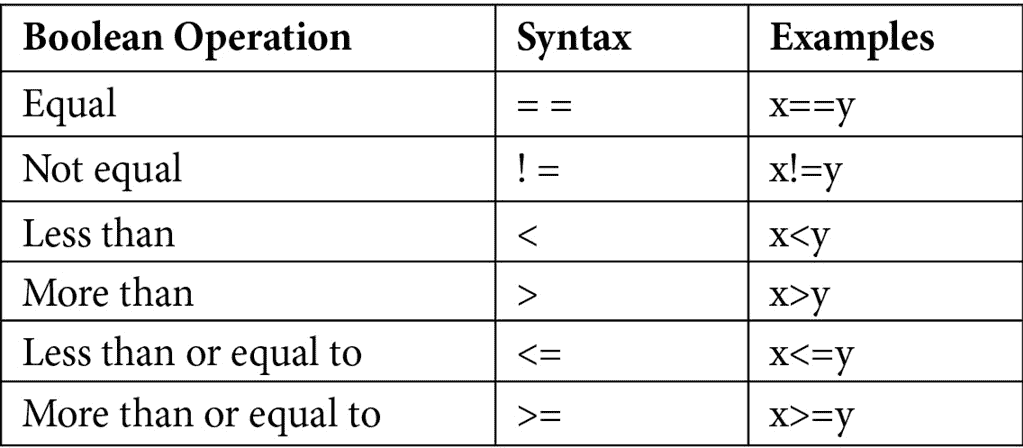 Boolean Operation Syntax Examples
Equal = = x==y
Not equal ! = x!=y
Less than < x<y
More than > x>y
Less than or equal to <= x<=y
More than or equal to >= x>=y